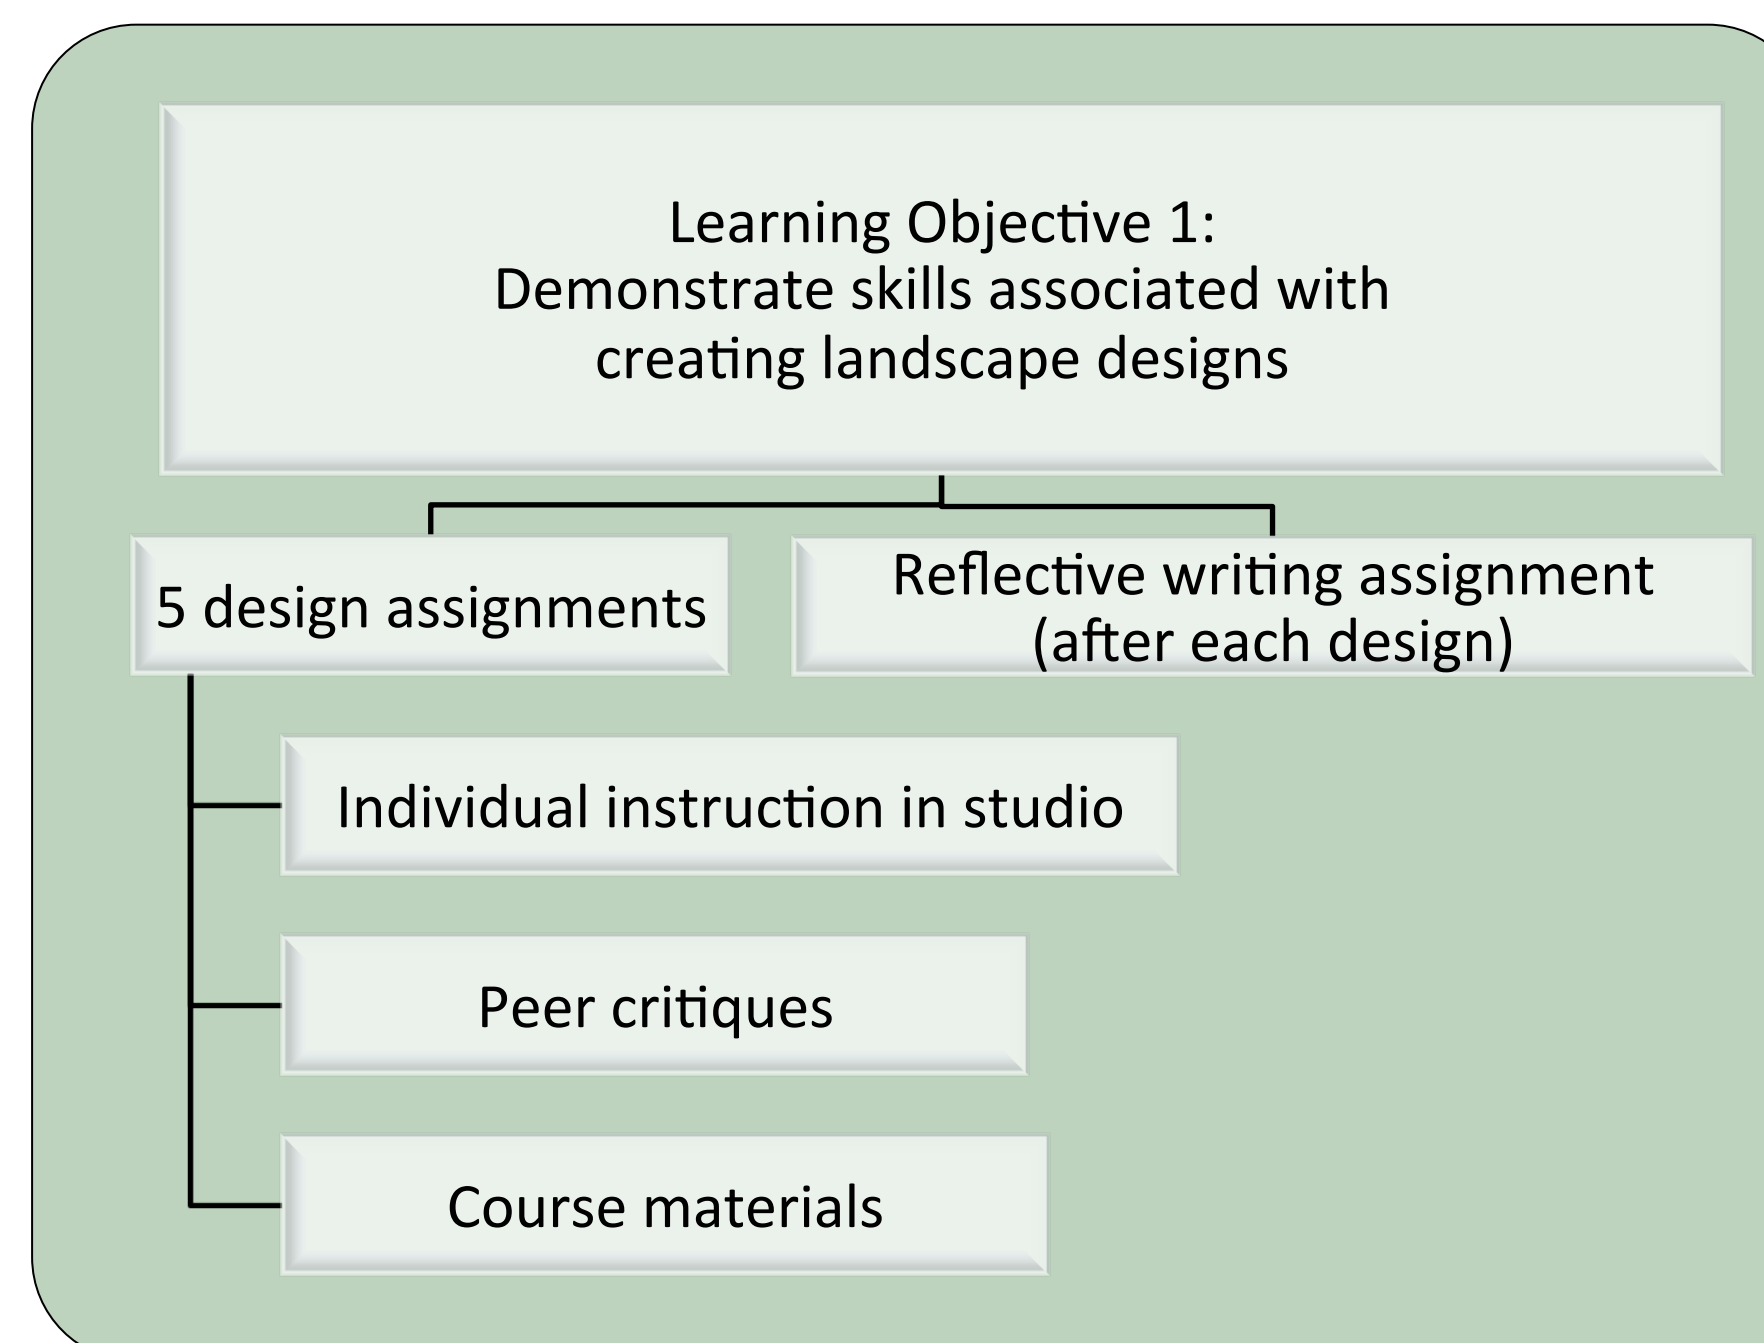 Learning Objective 1:
Demonstrate skills associated with
creating landscape designs
5 design assignments
Reflective writing assignment
(after each design)
Individual instruction in studio
Peer critiques
Course materials